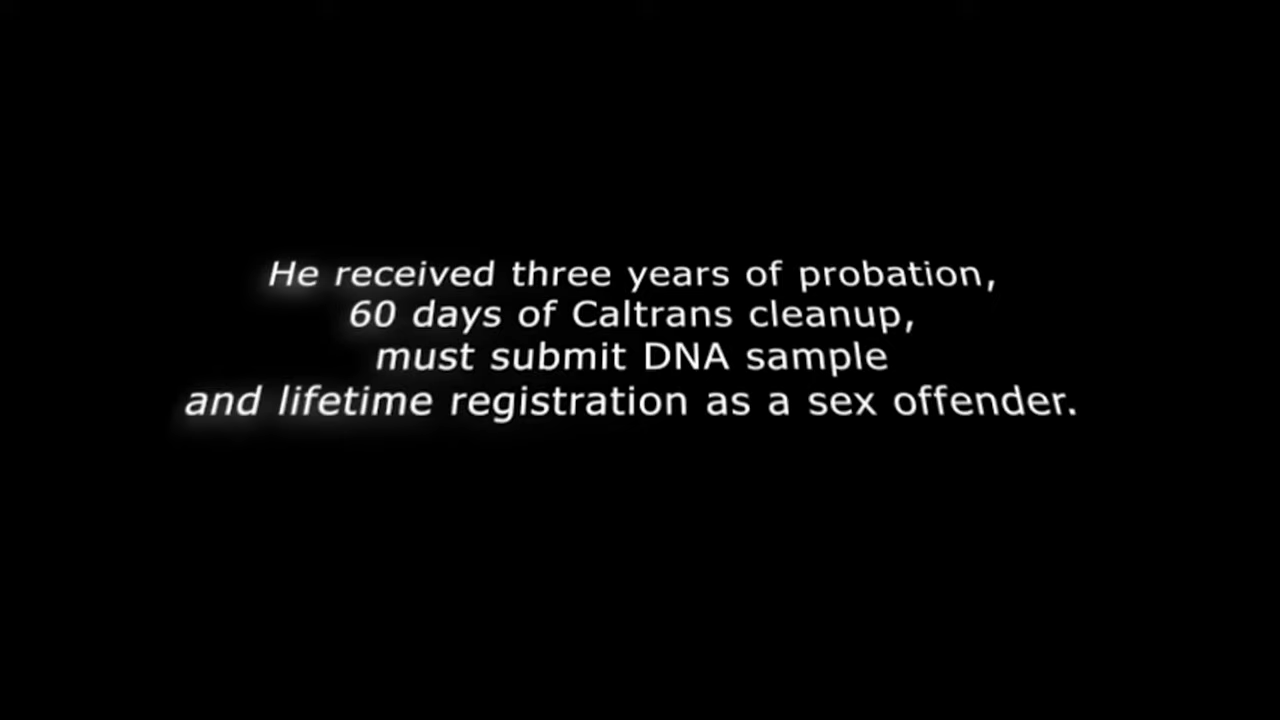 He received three years of probation,
60 days of Caltrans cleanup,
must submit DNA sample
and lifetime registration as a sex offender.